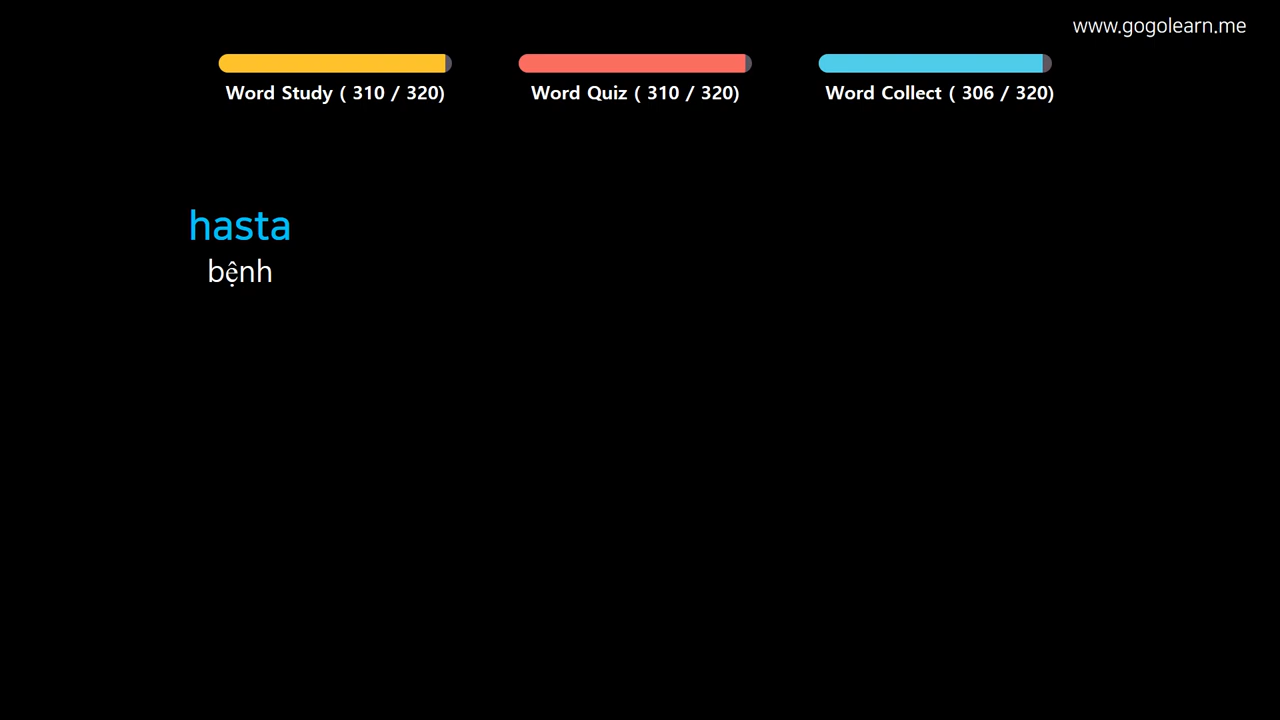 www.gogolearn.me
Word Study ( 310 / 320)
Word Quiz ( 310 / 320)
Word Collect ( 306 / 320)
hasta
bệnh